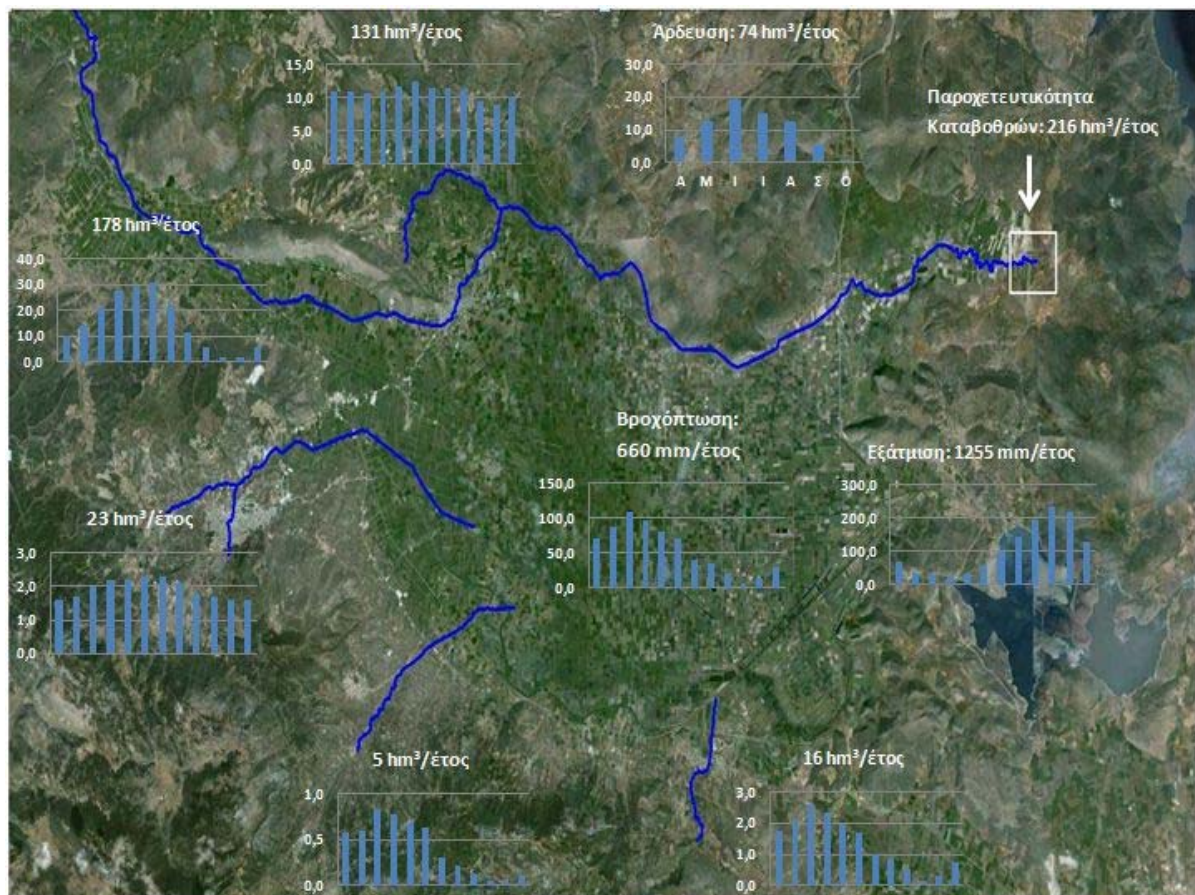 131 hm³/έτος
15,0
10,0
5,0
0,0
Άρδευση: 74 hm³/έτος
30,0
20,0
10,0
0,0
Α Μ Ι Ι Α Σ Ο
Παροχετευτικότητα
Καταβοθρών: 216 hm³/έτος
178 hm³/έτος
40,0
30,0
20,0
10,0
0,0
Βροχόπτωση:
660 mm/έτος
150,0
100,0
50,0
0,0
Εξάτμιση: 1255 mm/έτος
300,0
200,0
100,0
0,0
23 hm³/έτος
3,0
2,0
1,0
0,0
5 hm³/έτος
1,0
0,5
0,0
16 hm³/έτος
3,0
2,0
1,0
0,0